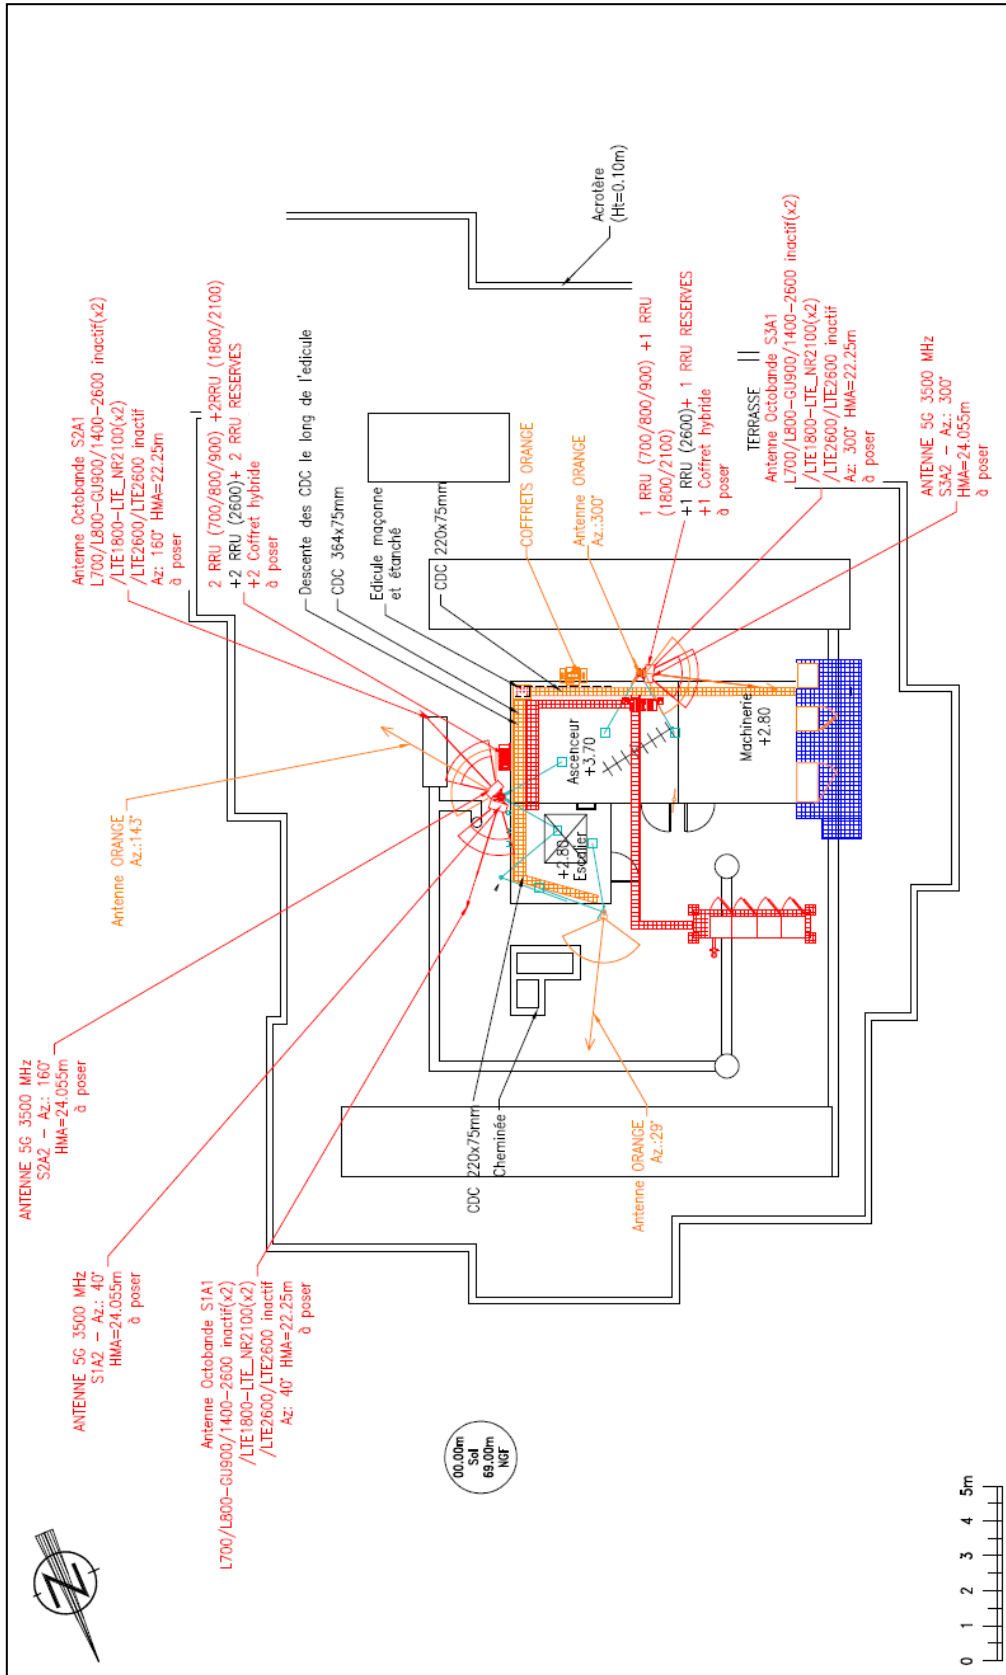 Antenne Octobande S2A1
L700/L800-GU900/1400-2600 inactif(x2)
/LTE1800-LTE_NR2100(x2)
/LTE2600/LTE2600 inactif
Az: 160° HMA=22.25m
à poser
2 RRU (700/800/900) +2RRU (1800/2100)
+2 RRU (2600)+ 2 RRU RESERVES
+2 Coffret hybride
à poser
Descente des CDC le long de l'edicule
CDC 364x75mm
Edicule maçonne
et étanché
CDC 220x75mm
COFFRETS ORANGE
Antenne ORANGE
Az.:300°
Acrotère
(Ht=0.10m)
1 RRU (700/800/900) +1 RRU
(1800/2100)
+1 RRU (2600)+ 1 RRU RESERVES
+1 Coffret hybride
à poser
TERRASSE
Antenne Octobande S3A1
L700/L800-GU900/1400-2600 inactif(x2)
/LTE1800-LTE_NR2100(x2)
/LTE2600/LTE2600 inactif
Az: 300° HMA=22.25m
à poser
ANTENNE 5G 3500 MHz
S3A2 - Az.: 300°
HMA=24.055m
à poser
Antenne ORANGE
Az.:143°
Ascenceur
+3.70
Machinerie
+2.80
+2.80
Escalier
ANTENNE 5G 3500 MHz
S2A2 - Az.: 160°
HMA=24.055m
à poser
CDC 220x75mm
Cheminée
Antenne ORANGE
Az.:29°
ANTENNE 5G 3500 MHz
S1A2 - Az.: 40°
HMA=24.055m
à poser
Antenne Octobande S1A1
L700/L800-GU900/1400-2600 inactif(x2)
/LTE1800-LTE_NR2100(x2)
/LTE2600/LTE2600 inactif
Az: 40° HMA=22.25m
à poser
00.00m
Sol
69.00m
NGF
N
0 1 2 3 4 5m